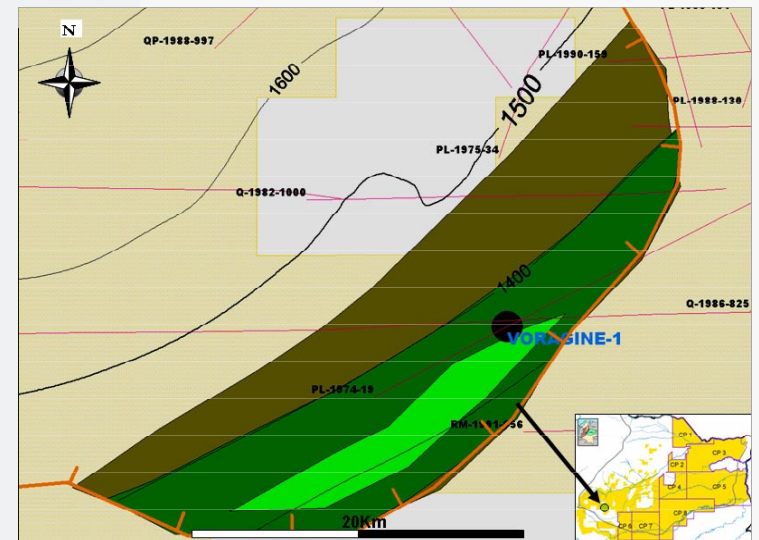 N
QP-1988-997
PL-1990-159
1600
1500
PL-1988-130
PL-1975-34
Q-1982-1000
1400
Q-1986-825
VORAGINE-1
PL-1974-19
CP 1
CP 2
CP 3
CP 4
CP 5
CP 6
CP 7
CP 8
20Km